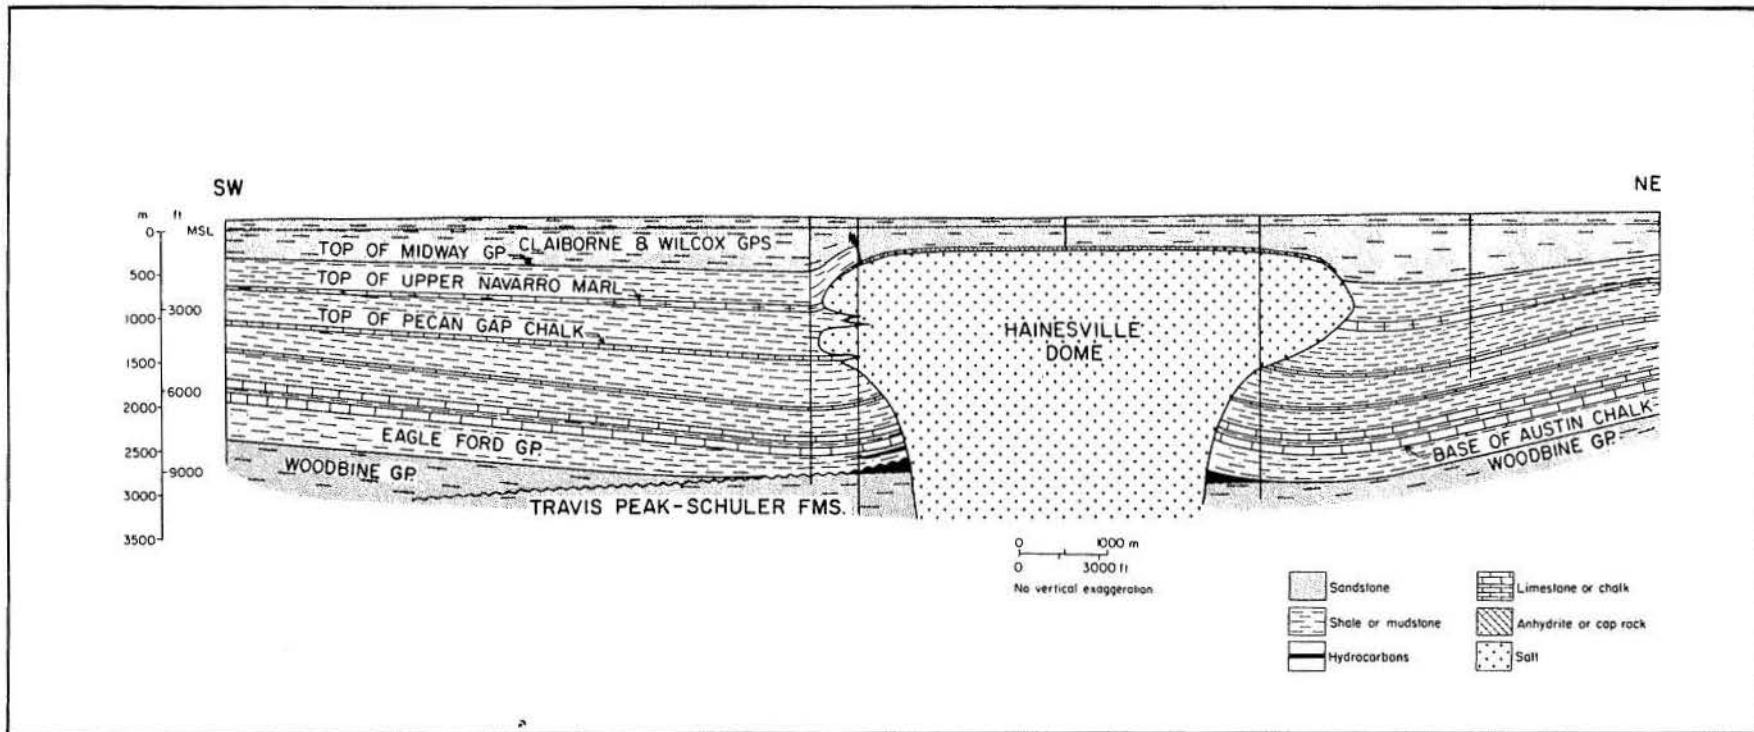 SW
NE
m ft
0 MSL
500
3000
1000
1500
6000
2000
2500
9000
3000
3500
TOP OF MIDWAY GP. CLAIBORNE & WILCOX GPS
TOP OF UPPER NAVARRO MARL
TOP OF PECAN GAP CHALK
HAINESVILLE
DOME
EAGLE FORD GP.
WOODBINE GP.
TRAVIS PEAK-SCHULER FMS.
BASE OF AUSTIN CHALK
WOODBINE GP.
0 1000 m
0 3000 ft
No vertical exaggeration
Sandstone
Limestone or chalk
Shale or mudstone
Anhydrite or cap rock
Hydrocarbons
Salt